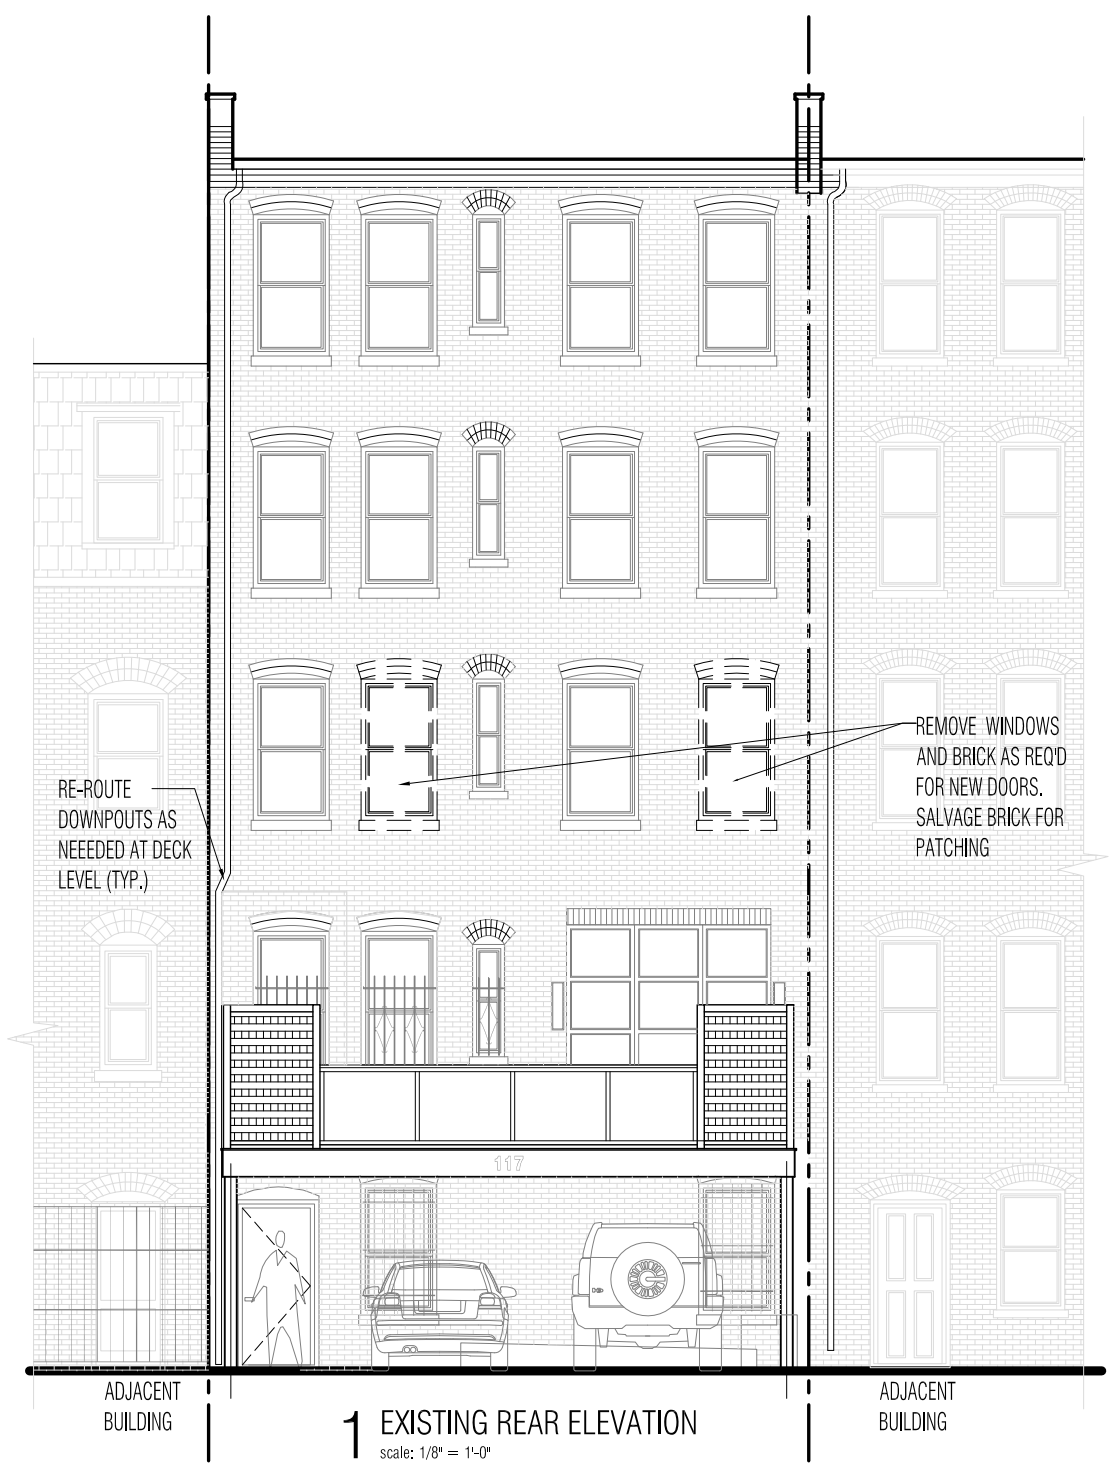 REMOVE WINDOWS
AND BRICK AS REQ'D
FOR NEW DOORS.
SALVAGE BRICK FOR
PATCHING
RE-ROUTE
DOWNPOUTS AS
NEEEDED AT DECK
LEVEL (TYP.)
117
ADJACENT
BUILDING
ADJACENT
BUILDING
1 EXISTING REAR ELEVATION
scale: 1/8" = 1'-0"